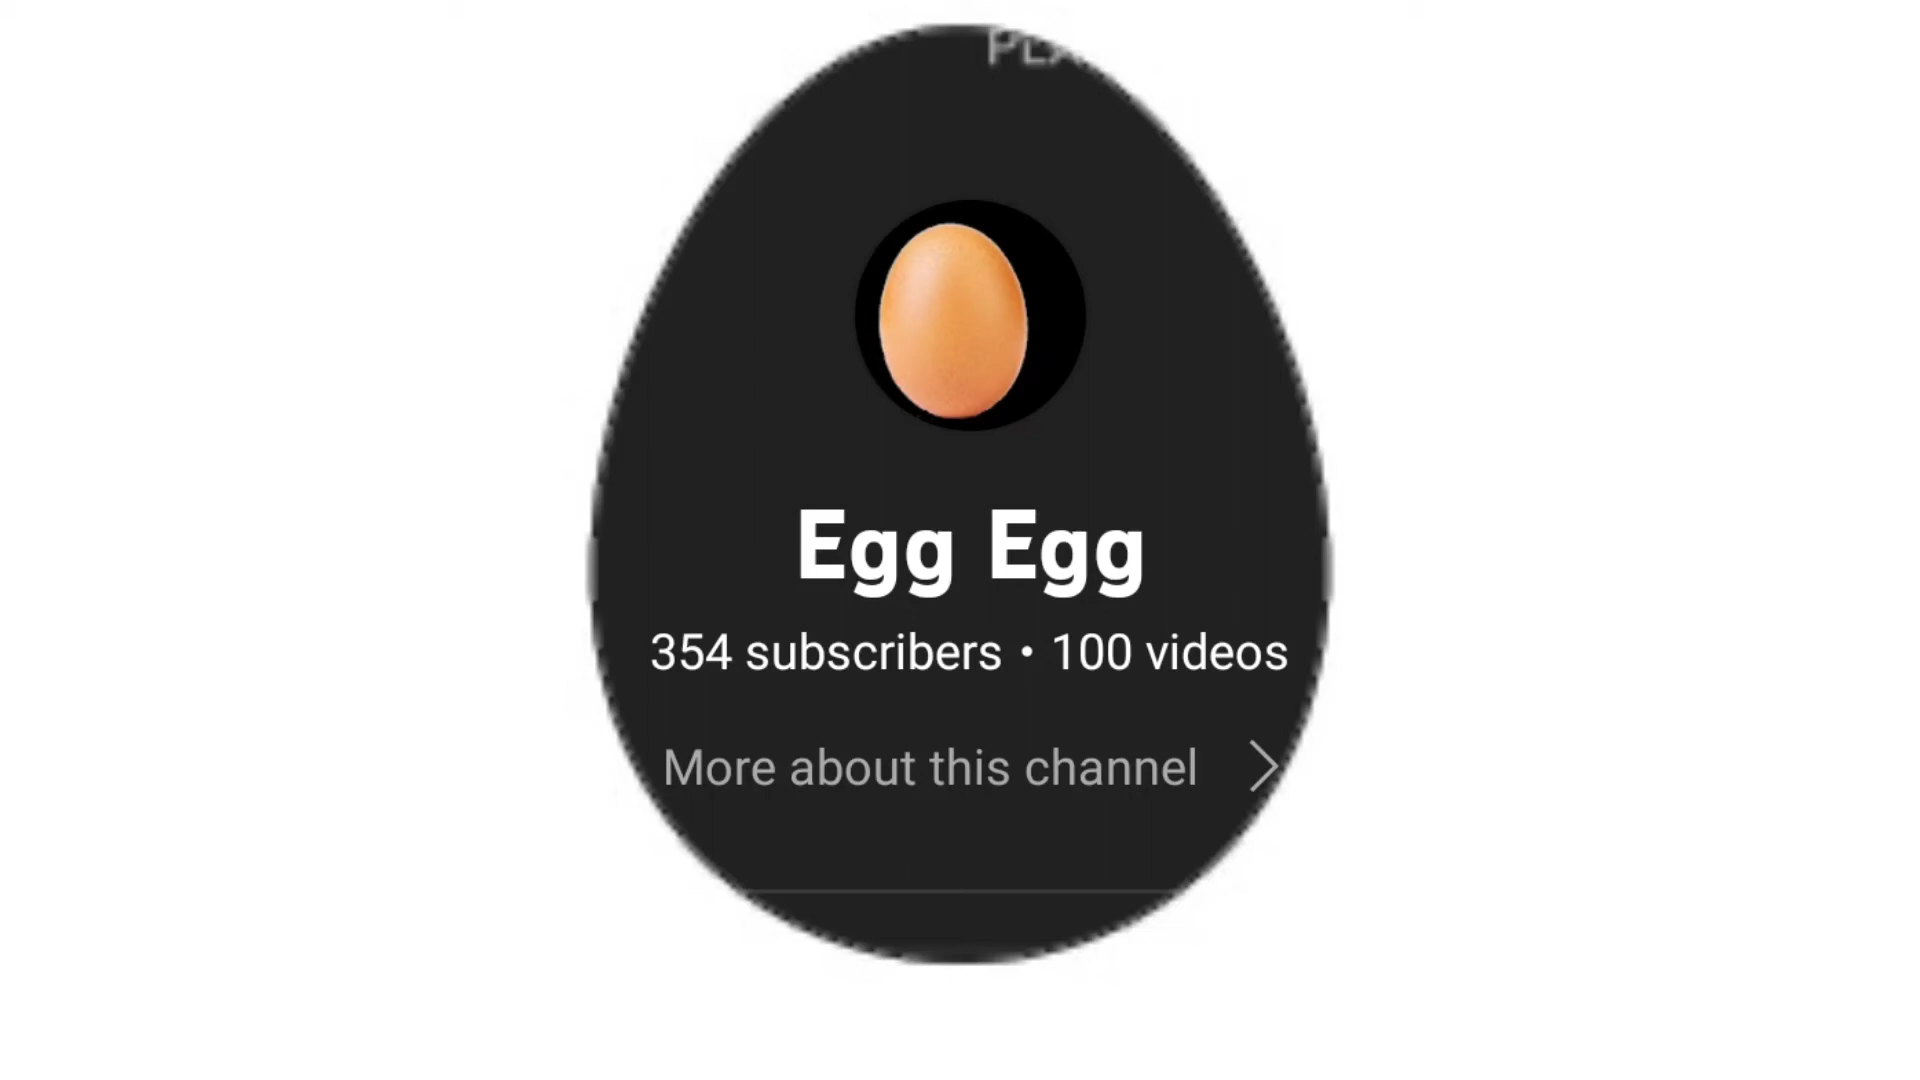 Egg Egg
354 subscribers • 100 videos
More about this channel